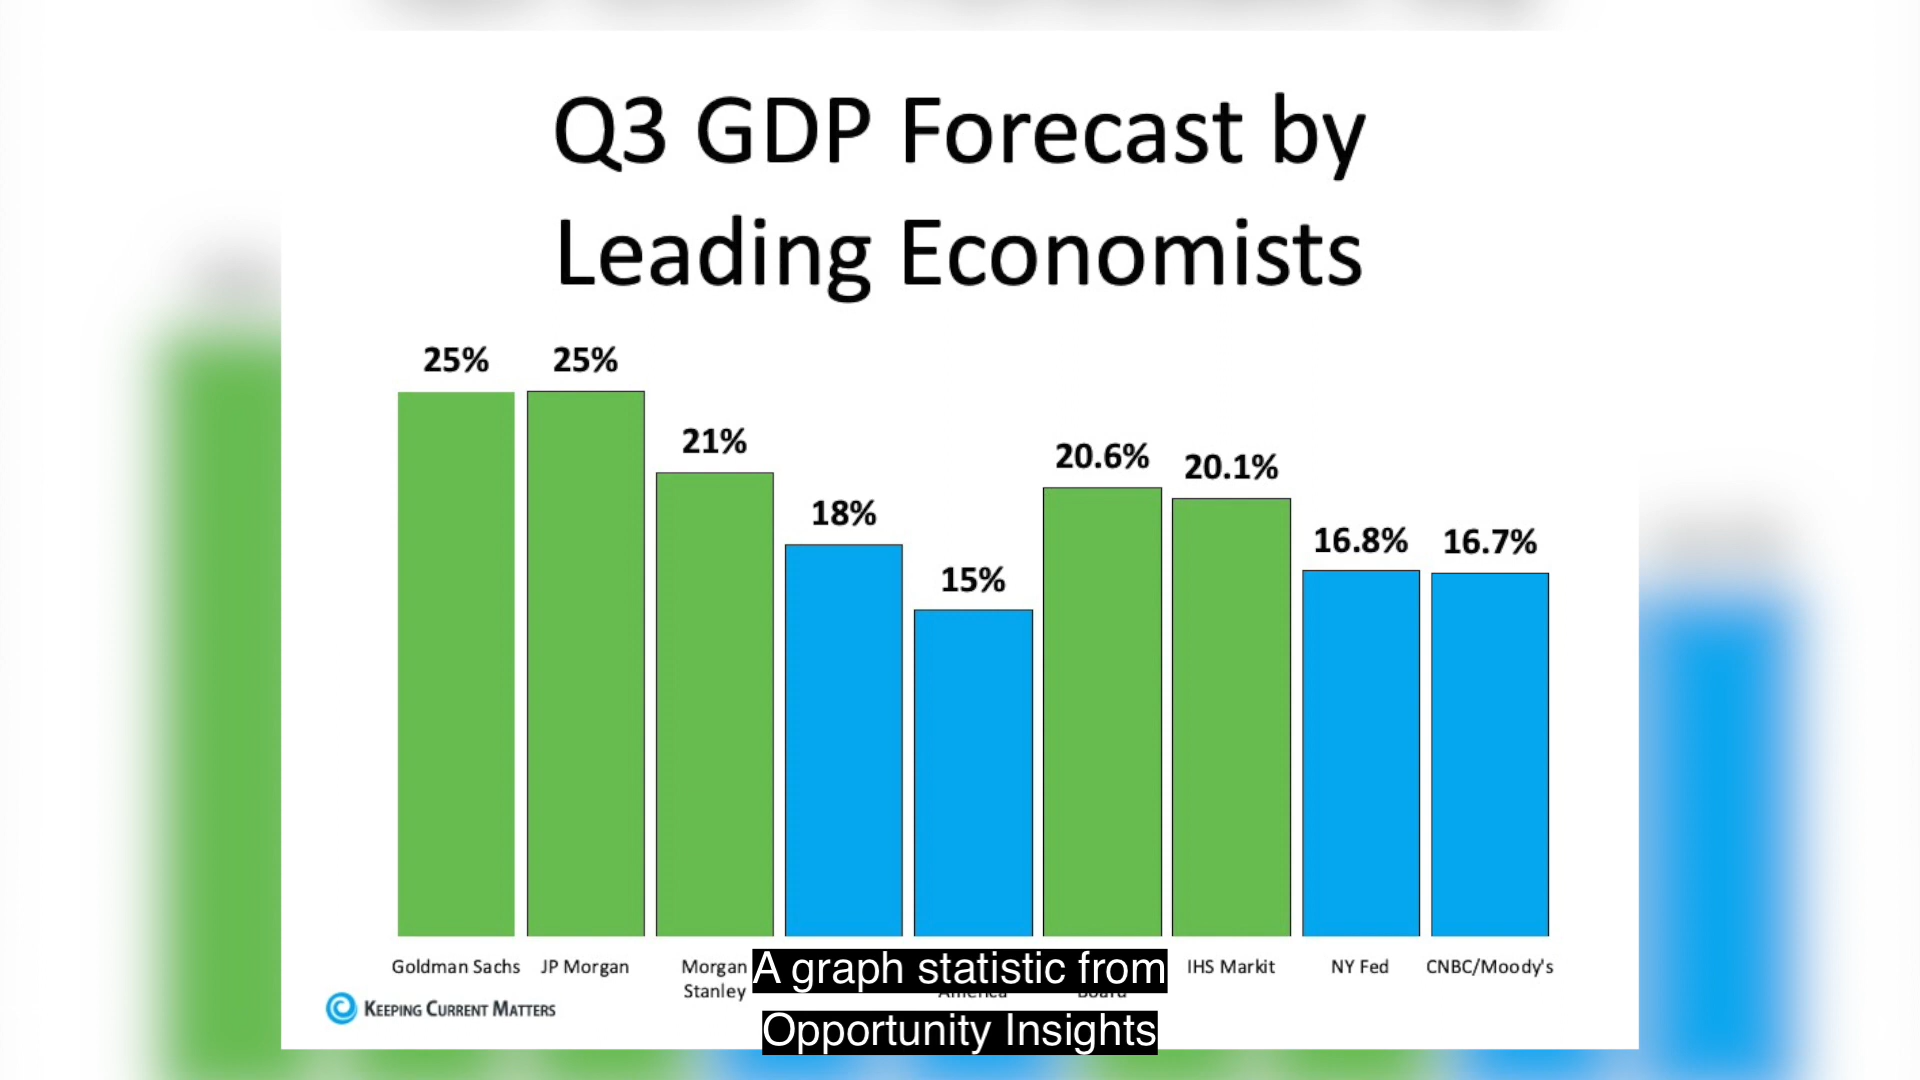 Q3 GDP Forecast by
Leading Economists
25%
25%
21%
18%
15%
20.6%
20.1%
16.8%
16.7%
Goldman Sachs
JP Morgan
Morgan
Stanley
America
Board
IHS Markit
NY Fed
CNBC/Moody's
KEEPING CURRENT MATTERS
A graph statistic from
Opportunity Insights